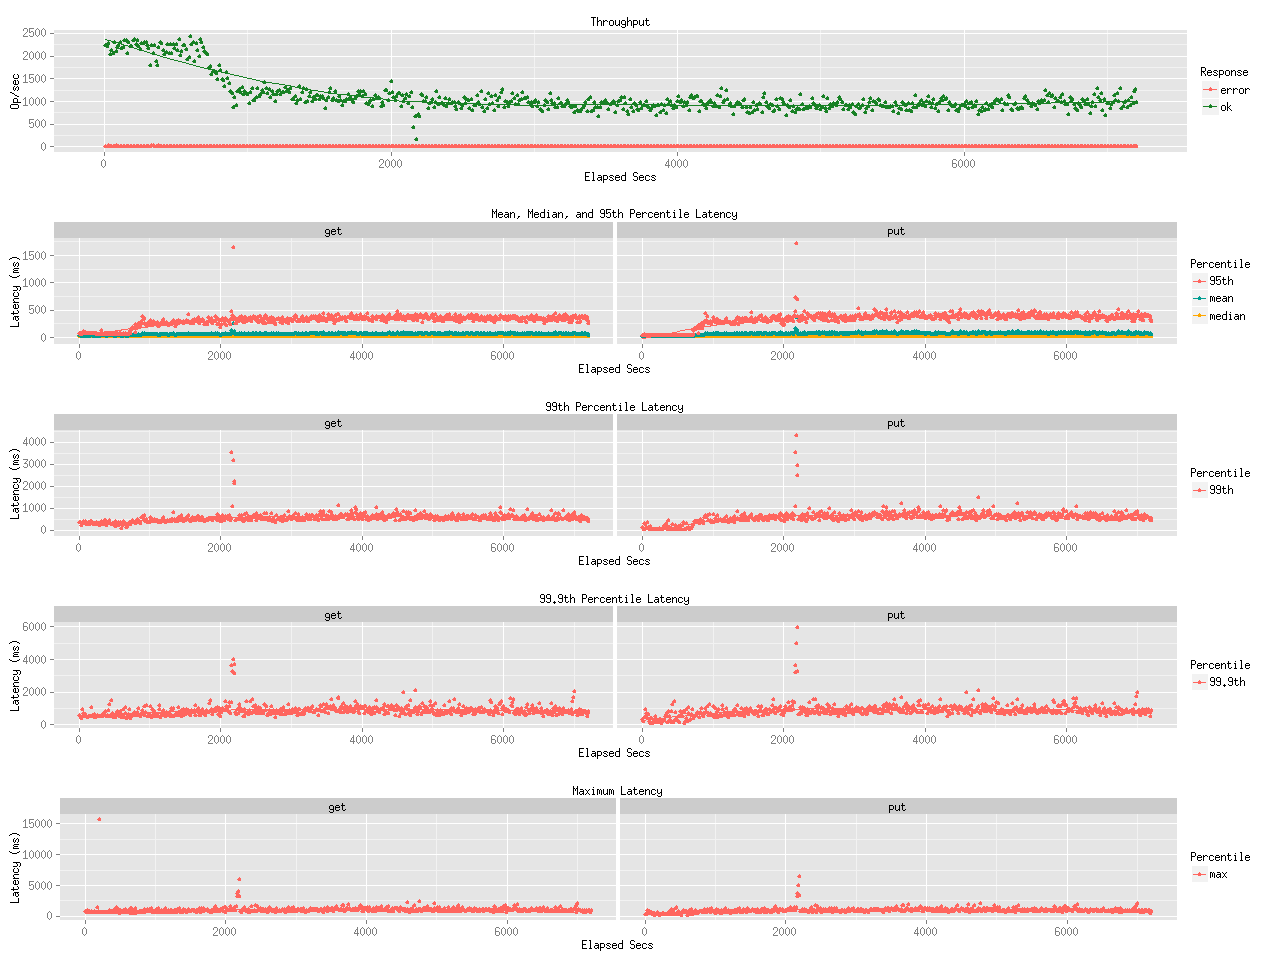 Throughput
2500
2000
1500
1000
500
0
Op/sec
0 2000 4000 6000
Elapsed Secs
Response
error
ok
Mean, Median, and 95th Percentile Latency
get put
1500
1000
500
0
Latency (ms)
0 2000 4000 6000 0 2000 4000 6000
Elapsed Secs
Percentile
95th
mean
median
99th Percentile Latency
get put
4000
3000
2000
1000
0
Latency (ms)
0 2000 4000 6000 0 2000 4000 6000
Elapsed Secs
Percentile
99th
99.9th Percentile Latency
get put
6000
4000
2000
0
Latency (ms)
0 2000 4000 6000 0 2000 4000 6000
Elapsed Secs
Percentile
99.9th
Maximum Latency
get put
15000
10000
5000
0
Latency (ms)
0 2000 4000 6000 0 2000 4000 6000
Elapsed Secs
Percentile
max